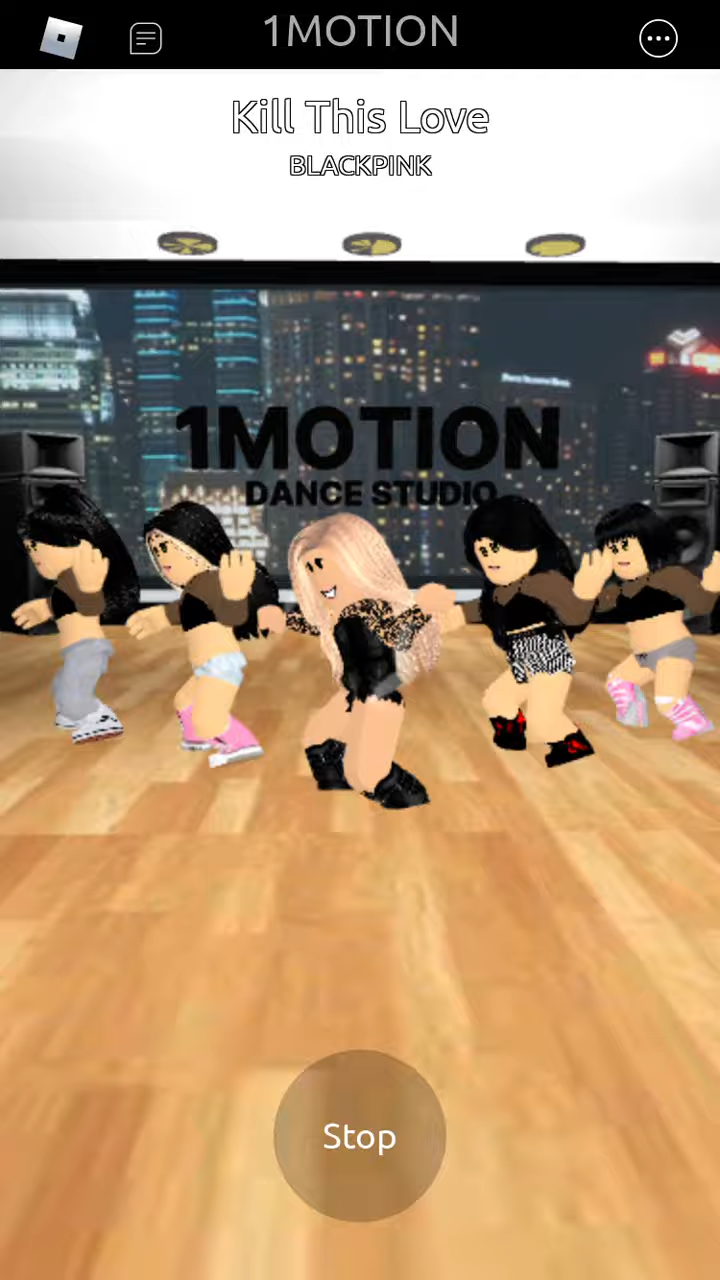 1MOTION
Kill This Love
BLACKPINK
1MOTION
DANCE STUDIO
Stop